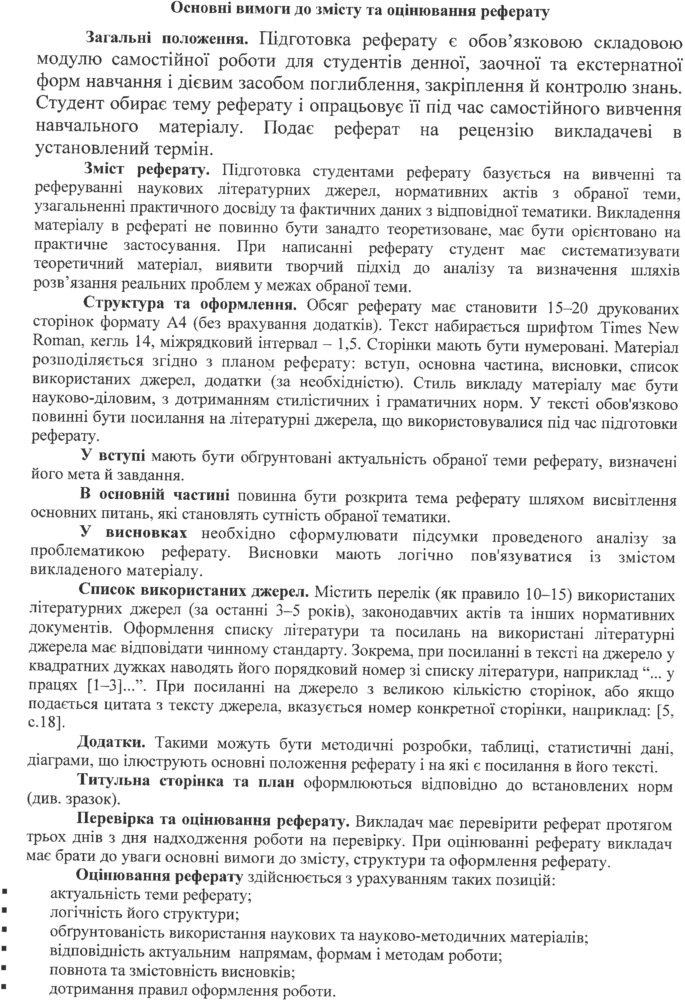 Основні вимоги до змісту та оцінювання реферату
Загальні положення. Підготовка реферату є обов’язковою складовою
модулю самостійної роботи для студентів денної, заочної та екстернатної
форм навчання і дієвим засобом поглиблення, закріплення й контролю знань.
Студент обирає тему реферату і опрацьовує її під час самостійного вивчення
навчального матеріалу. Подає реферат на рецензію викладачеві в
установлений термін.
Зміст реферату. Підготовка студентами реферату базується на вивченні та
реферуванні наукових літературних джерел, нормативних актів з обраної теми,
узагальненні практичного досвіду та фактичних даних з відповідної тематики. Викладення
матеріалу в рефераті не повинно бути занадто теоретизоване, має бути орієнтовано на
практичне застосування. При написанні реферату студент має систематизувати
теоретичний матеріал, виявити творчий підхід до аналізу та визначення шляхів
розв’язання реальних проблем у межах обраної теми.
Структура та оформлення. Обсяг реферату має становити 15–20 друкованих
сторінок формату А4 (без врахування додатків). Текст набирається шрифтом Times New
Roman, кегль 14, міжрядковий інтервал – 1,5. Сторінки мають бути нумеровані. Матеріал
розподіляється згідно з планом реферату: вступ, основна частина, висновки, список
використаних джерел, додатки (за необхідністю). Стиль викладу матеріалу має бути
науково-діловим, з дотриманням стилістичних і граматичних норм. У тексті обов'язково
повинні бути посилання на літературні джерела, що використовувалися під час підготовки
реферату.
У вступі мають бути обґрунтовані актуальність обраної теми реферату, визначені
його мета й завдання.
В основній частині повинна бути розкрита тема реферату шляхом висвітлення
основних питань, які становлять сутність обраної тематики.
У висновках необхідно сформулювати підсумки проведеного аналізу за
проблематикою реферату. Висновки мають логічно пов'язуватися із змістом
викладеного матеріалу.
Список використаних джерел. Містить перелік (як правило 10–15) використаних
літературних джерел (за останні 3–5 років), законодавчих актів та інших нормативних
документів. Оформлення списку літератури та посилань на використані літературні
джерела має відповідати чинному стандарту. Зокрема, при посиланні в тексті на джерело у
квадратних дужках наводять його порядковий номер зі списку літератури, наприклад “... у
працях [1–3]...”. При посиланні на джерело з великою кількістю сторінок, або якщо
подається цитата з тексту джерела, вказується номер конкретної сторінки, наприклад: [5,
с.18].
Додатки. Такими можуть бути методичні розробки, таблиці, статистичні дані,
діаграми, що ілюструють основні положення реферату і на які є посилання в його тексті.
Титульна сторінка та план оформлюються відповідно до встановлених норм
(див. зразок).
Перевірка та оцінювання реферату. Викладач має перевірити реферат протягом
трьох днів з дня надходження роботи на перевірку. При оцінюванні реферату викладач
має брати до уваги основні вимоги до змісту, структури та оформлення реферату.
Оцінювання реферату здійснюється з урахуванням таких позицій:
▪ актуальність теми реферату;
▪ логічність його структури;
▪ обґрунтованість використання наукових та науково-методичних матеріалів;
▪ відповідність актуальним напрямам, формам і методам роботи;
▪ повнота та змістовність висновків;
▪ дотримання правил оформлення роботи.